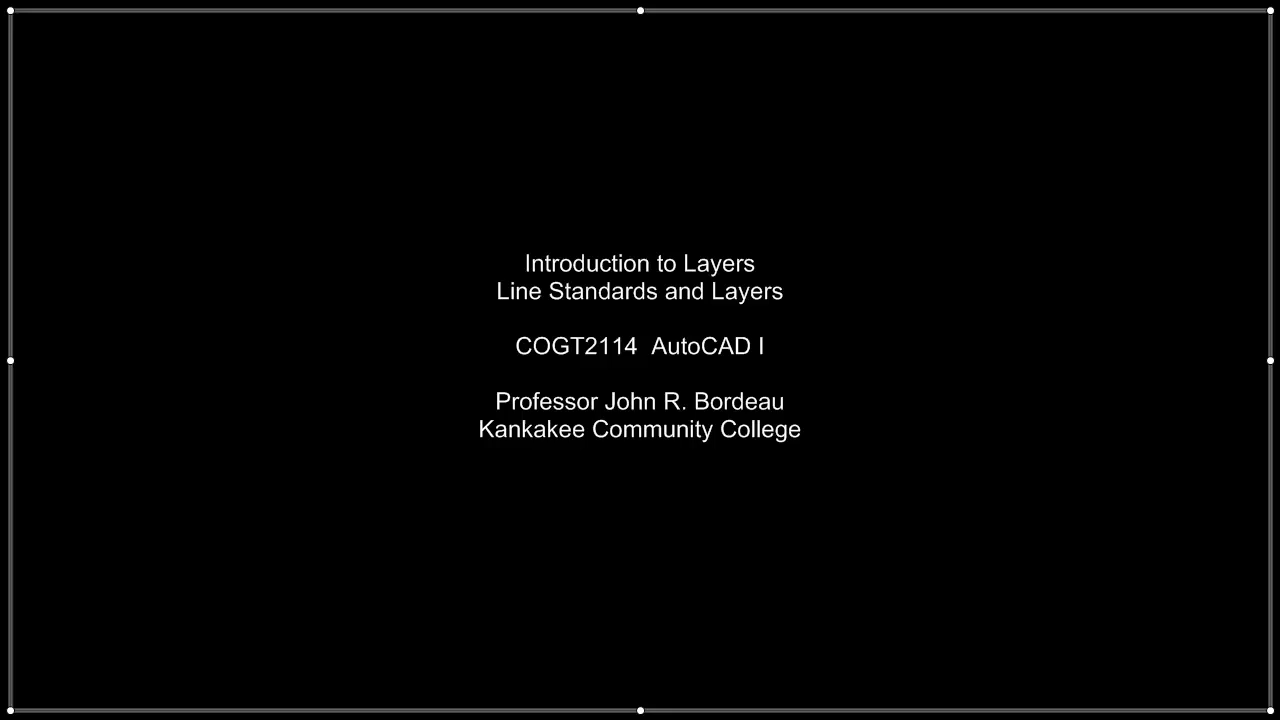 Introduction to Layers
Line Standards and Layers
COGT2114 AutoCAD I
Professor John R. Bordeau
Kankakee Community College